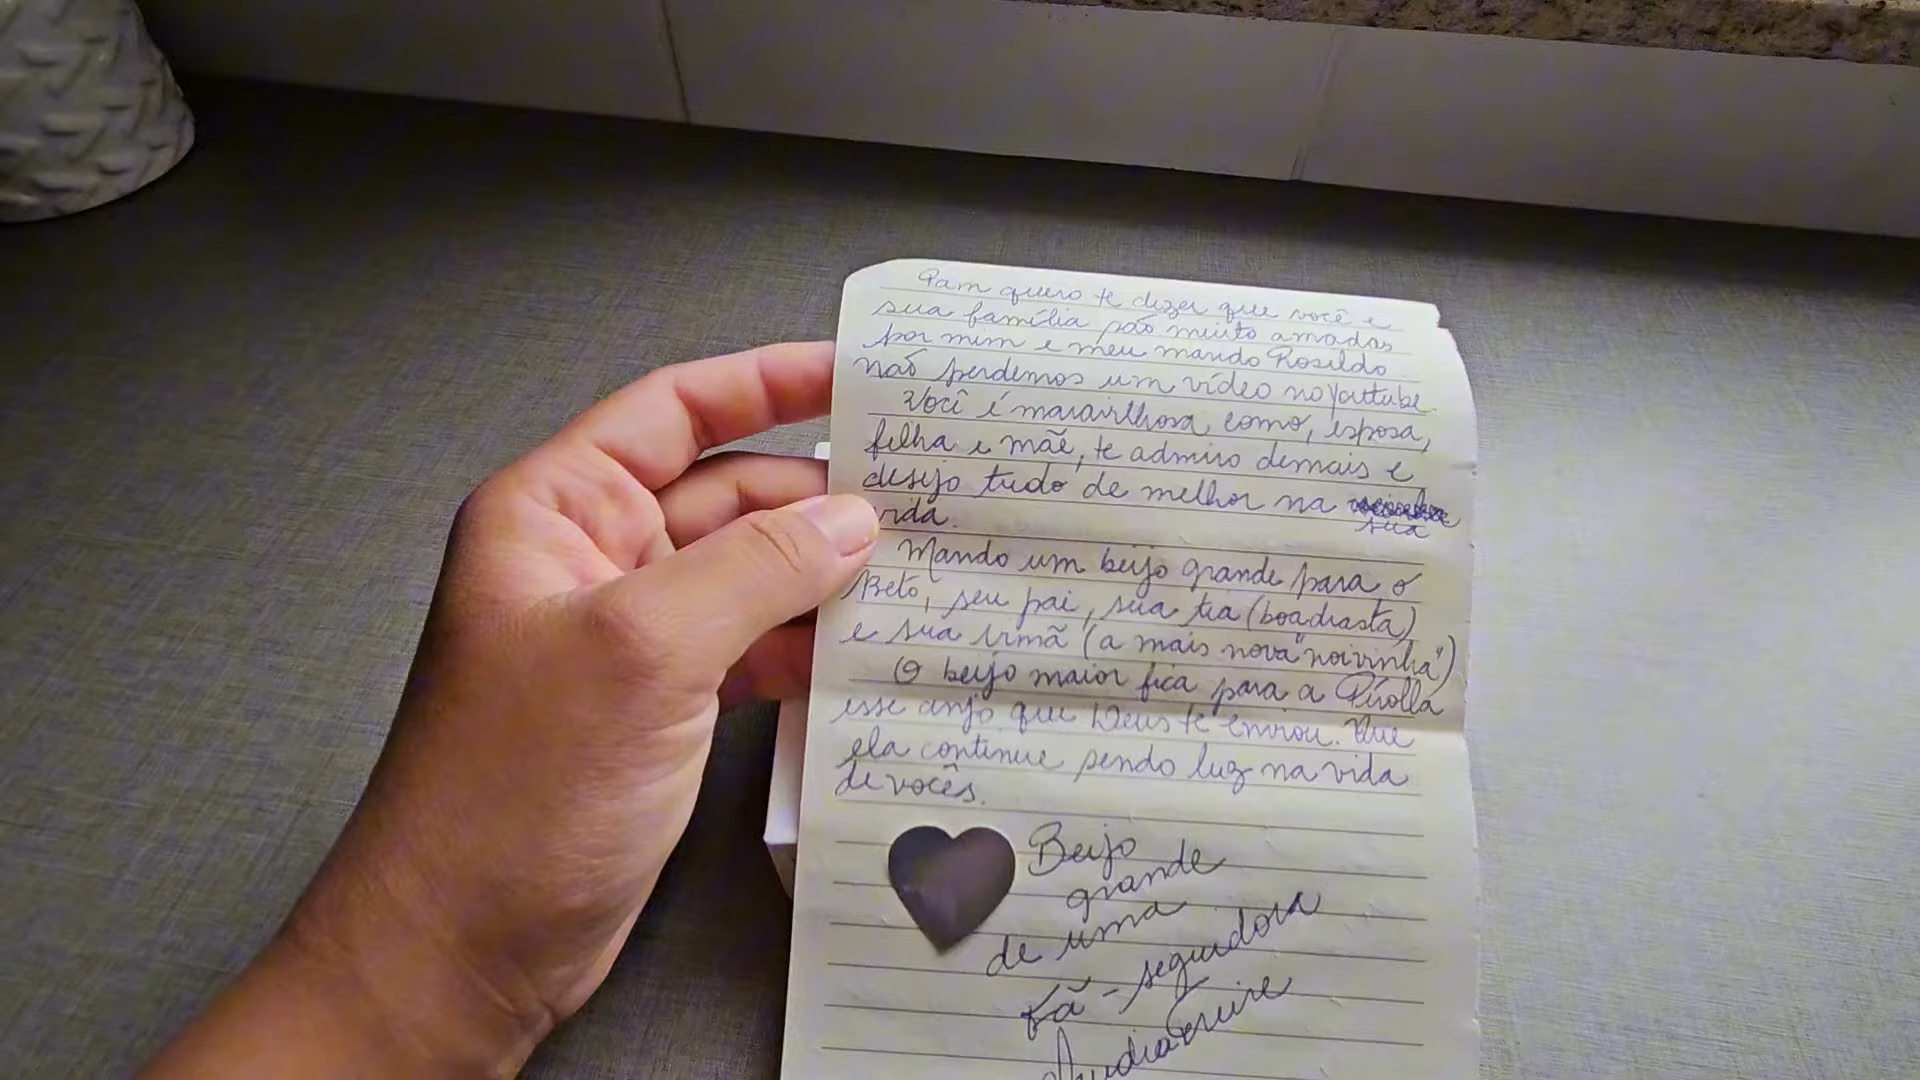 Pam quero te dizer que você e
sua família são muito amados
por mim e meu marido Rosildo
não perdemos um vídeo no Youtube.
Você é maravilhosa, como, esposa,
filha e mãe, te admiro demais e
desejo tudo de melhor na
sua
vida.
Mando um beijo grande para o
Beto, seu pai, sua tia (boadrasta)
e sua irmã (a mais nova "noivinha")
O beijo maior fica para a Pirolla
esse anjo que Deus te enviou. Que
ela continue sendo luz na vida
de vocês.
Beijo
grande
de uma
fã - seguidora